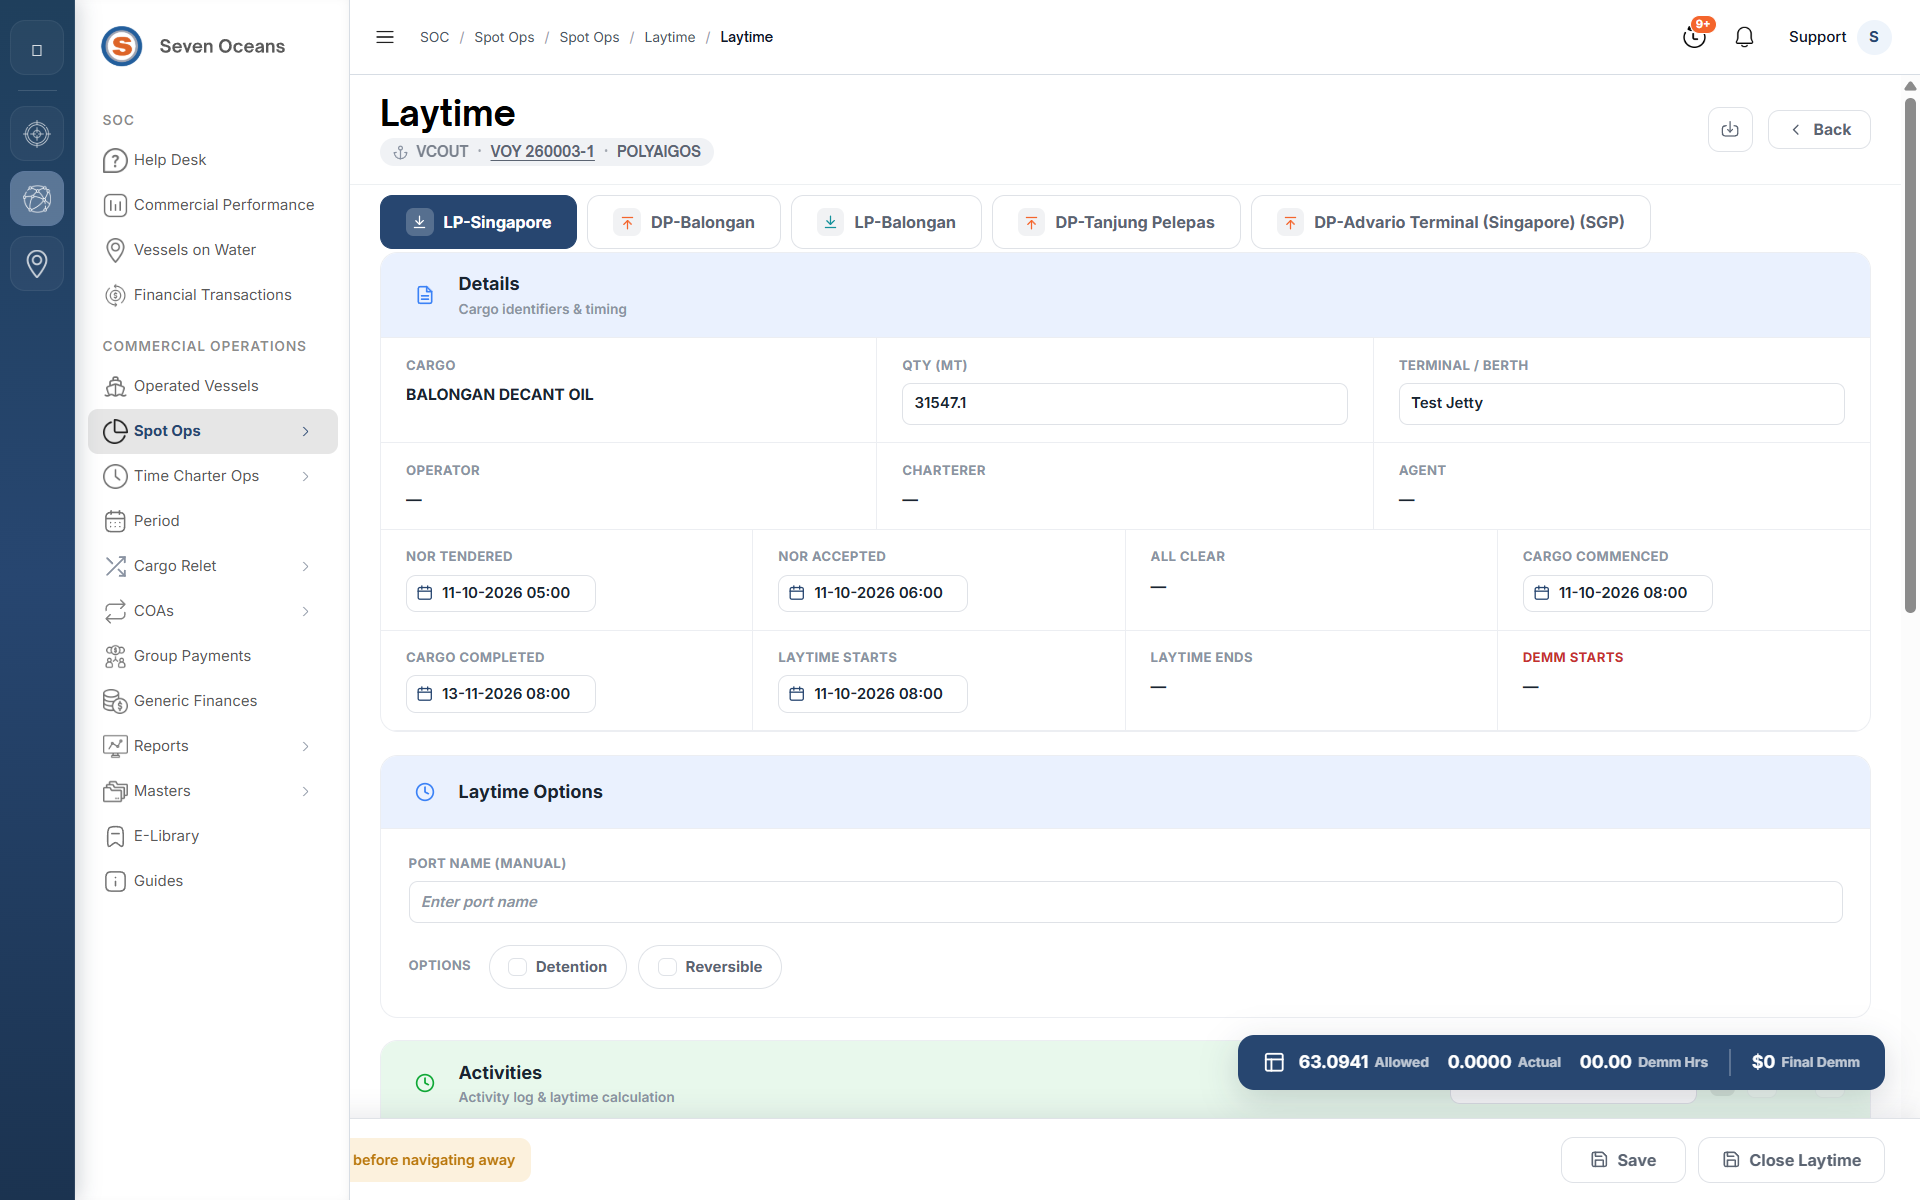 Seven Oceans
SOC / Spot Ops / Spot Ops / Laytime / Laytime
9+
Support
S
SOC
Help Desk
Commercial Performance
Vessels on Water
Financial Transactions
COMMERCIAL OPERATIONS
Operated Vessels
Spot Ops
Time Charter Ops
Period
Cargo Relet
COAs
Group Payments
Generic Finances
Reports
Masters
E-Library
Guides
Laytime
VCOUT · VOY 260003-1 · POLYAIGOS
Back
LP-Singapore
DP-Balongan
LP-Balongan
DP-Tanjung Pelepas
DP-Advario Terminal (Singapore) (SGP)
Details
Cargo identifiers & timing
CARGO
BALONGAN DECANT OIL
QTY (MT)
31547.1
TERMINAL / BERTH
Test Jetty
OPERATOR
—
CHARTERER
—
AGENT
—
NOR TENDERED
11-10-2026 05:00
NOR ACCEPTED
11-10-2026 06:00
ALL CLEAR
—
CARGO COMMENCED
11-10-2026 08:00
CARGO COMPLETED
13-11-2026 08:00
LAYTIME STARTS
11-10-2026 08:00
LAYTIME ENDS
—
DEMM STARTS
—
Laytime Options
PORT NAME (MANUAL)
Enter port name
OPTIONS
Detention
Reversible
Activities
Activity log & laytime calculation
63.0941 Allowed 0.0000 Actual 00.00 Demm Hrs $0 Final Demm
before navigating away
Save
Close Laytime